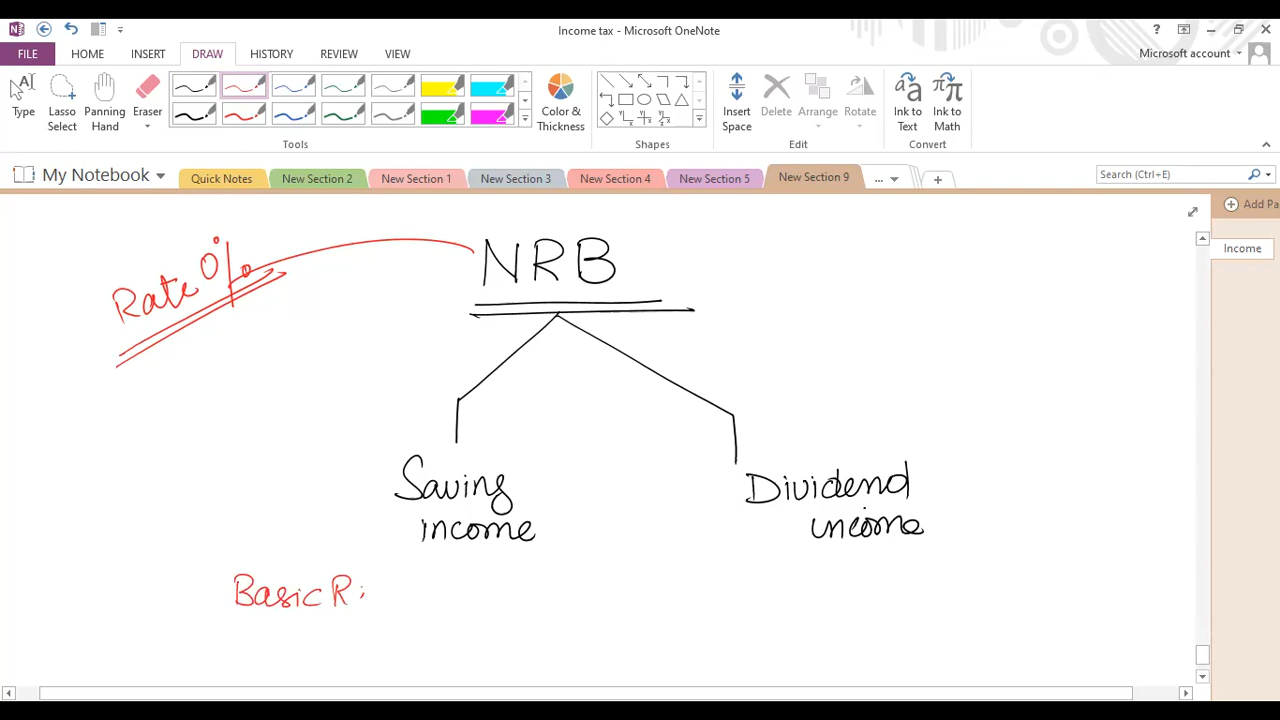 Income tax - Microsoft OneNote
?
FILE HOME INSERT DRAW HISTORY REVIEW VIEW
Microsoft account
Type
Lasso Select
Panning Hand
Eraser
Color & Thickness
Insert Space
Delete
Arrange
Rotate
Ink to Text
Ink to Math
Tools
Shapes
Edit
Convert
My Notebook
Quick Notes
New Section 2
New Section 1
New Section 3
New Section 4
New Section 5
New Section 9
...
Search (Ctrl+E)
Add Pa
Income
NRB
Rate 0%
Saving
income
Dividend
income
Basic R :